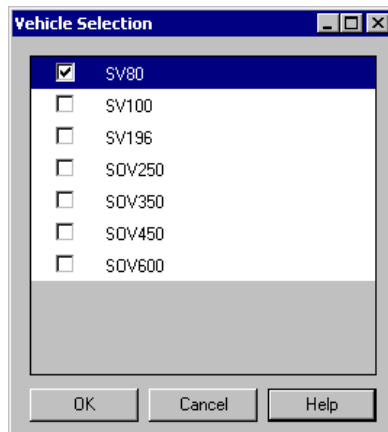 Vehicle Selection
SV80
SV100
SV196
SOV250
SOV350
SOV450
SOV600
OK Cancel Help